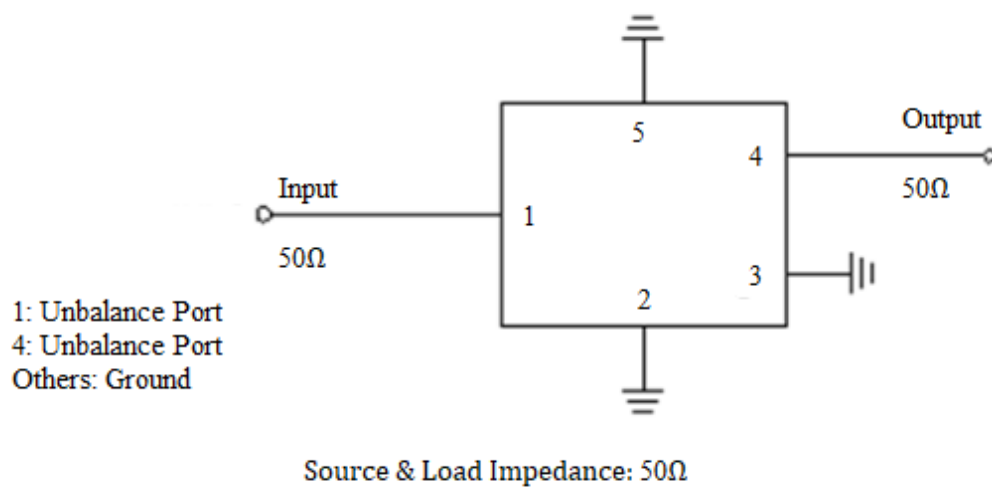 5
Output
4
50Ω
Input
1
50Ω
3
2
1: Unbalance Port
4: Unbalance Port
Others: Ground
Source & Load Impedance: 50Ω